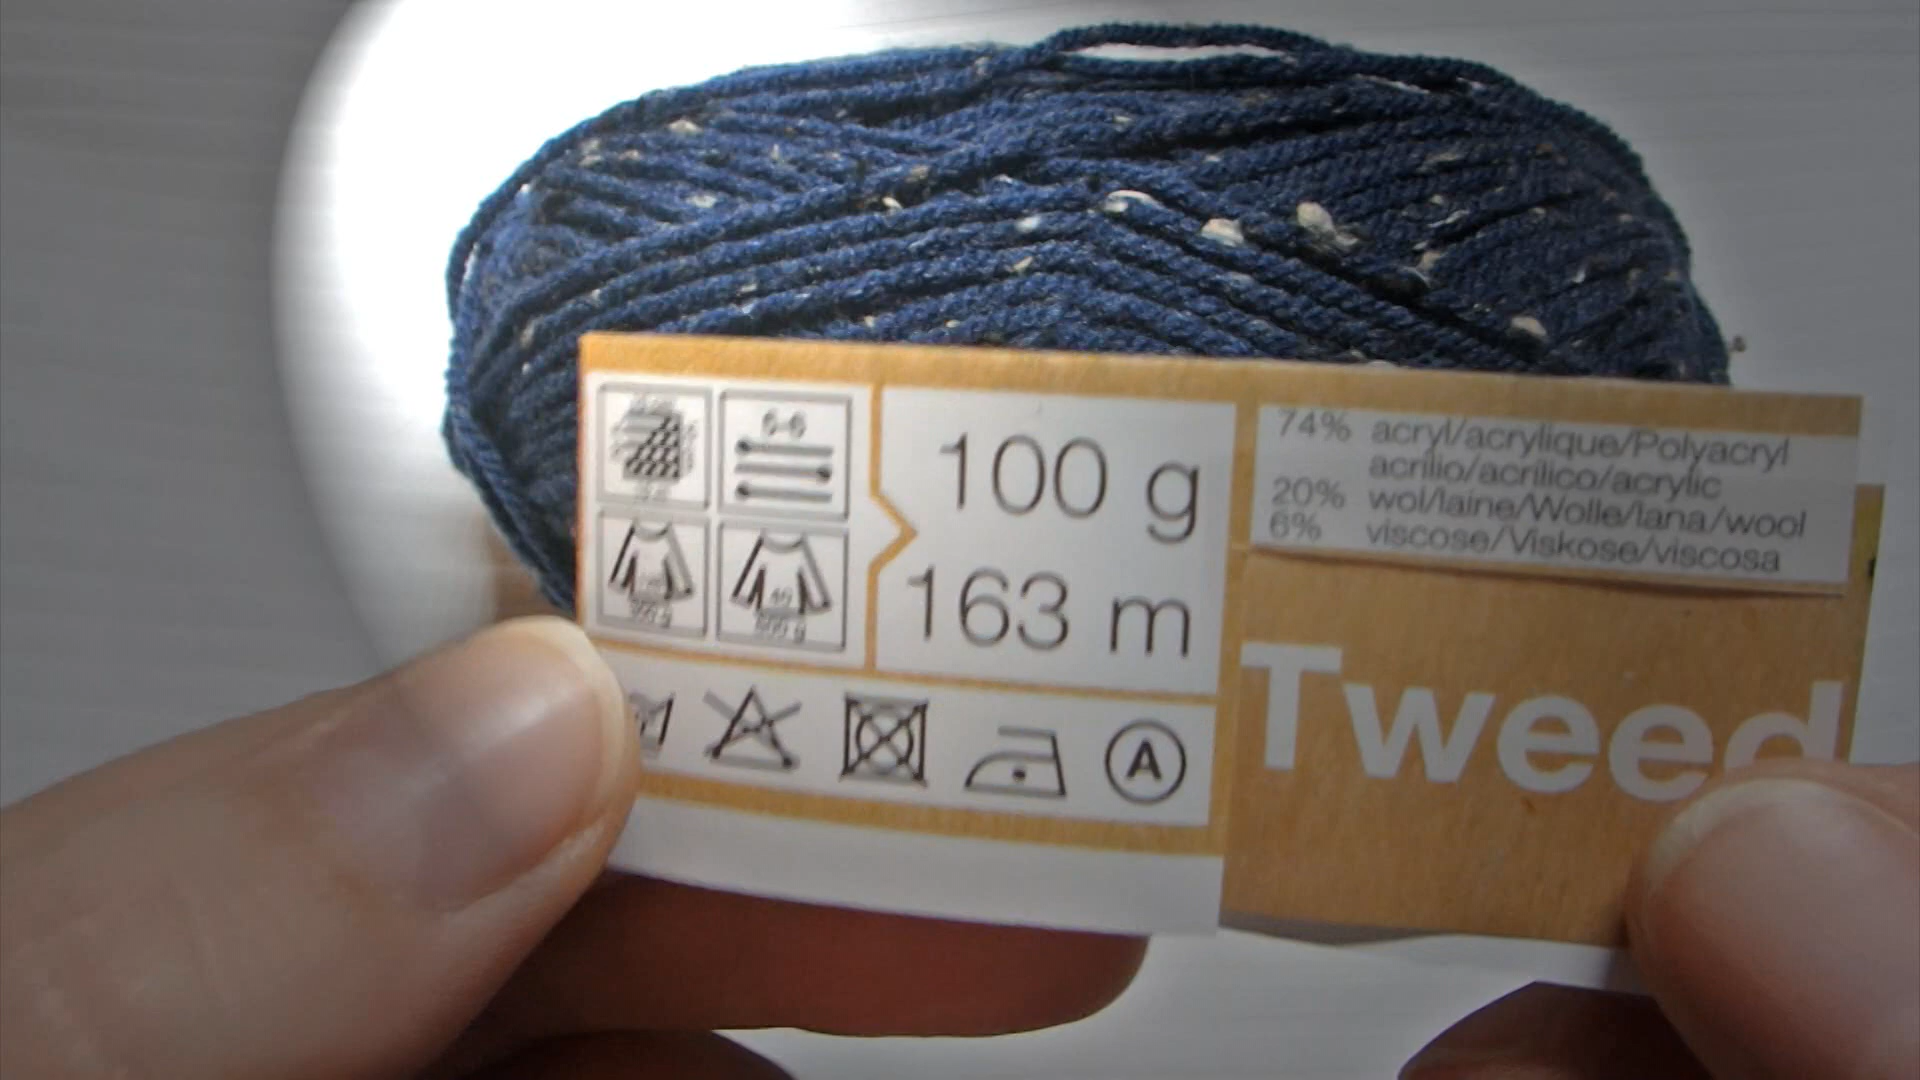 100 g
163 m
74% acryl/acrylique/Polyacryl
acrilio/acrílico/acrylic
20% wol/laine/Wolle/lana/wool
6% viscose/Viskose/viscosa
Tweed
A